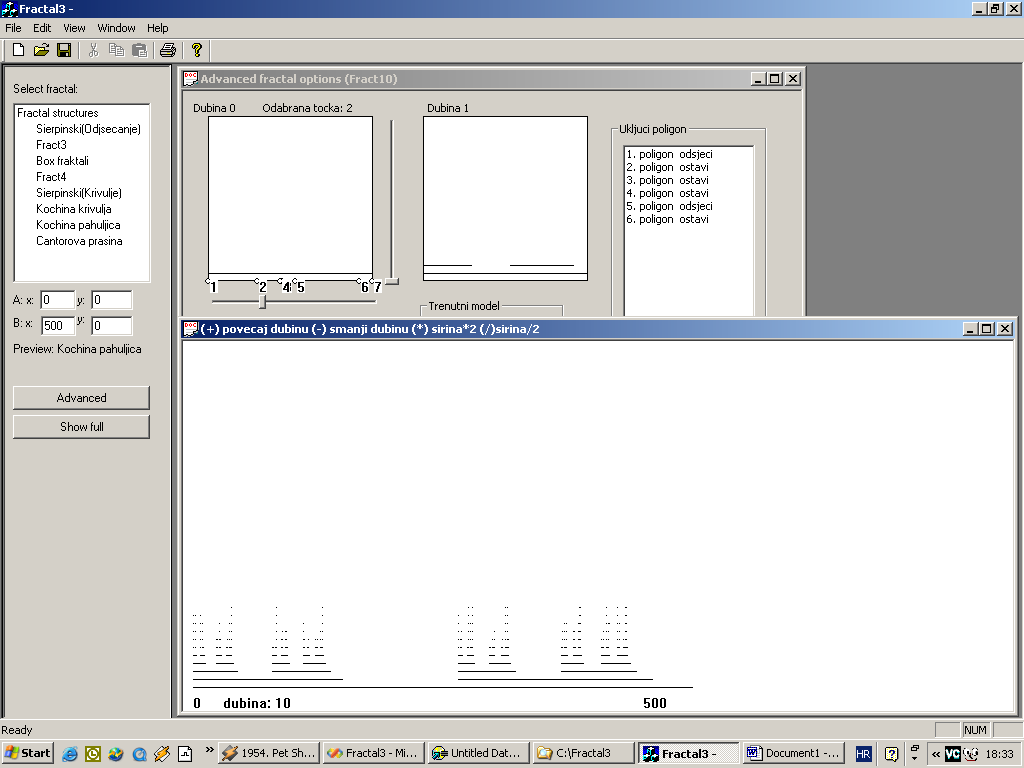 Fractal3 -
File Edit View Window Help
Select fractal:
Fractal structures
Sierpinski(Odjsecanje)
Fract3
Box fraktali
Fract4
Sierpinski(Krivulje)
Kochina krivulja
Kochina pahuljica
Cantorova prasina
A: x: 0 y: 0
B: x: 500 y: 0
Preview: Kochina pahuljica
Advanced
Show full
Advanced fractal options (Fract10)
Dubina 0 Odabrana tocka: 2 Dubina 1
1 2 4 5 6 7
Ukljuci poligon
1. poligon odsjeci
2. poligon ostavi
3. poligon ostavi
4. poligon ostavi
5. poligon odsjeci
6. poligon ostavi
Trenutni model
(+) povecaj dubinu (-) smanji dubinu (*) sirina*2 (/)sirina/2
0 dubina: 10 500
Ready NUM
Start » 1954. Pet Sh... Fractal3 - Mi... Untitled Dat... C:\Fractal3 Fractal3 - Document1 -... HR « VC 18:33